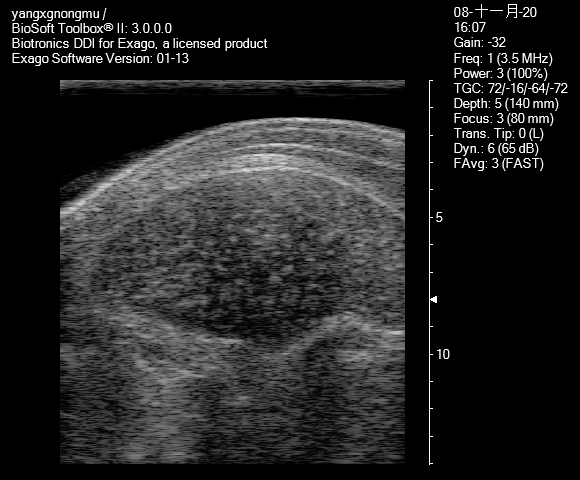 yangxgnongmu /
BioSoft Toolbox® II: 3.0.0.0
Biotronics DDI for Exago, a licensed product
Exago Software Version: 01-13
08-十一月-20
16:07
Gain: -32
Freq: 1 (3.5 MHz)
Power: 3 (100%)
TGC: 72/-16/-64/-72
Depth: 5 (140 mm)
Focus: 3 (80 mm)
Trans. Tip: 0 (L)
Dyn.: 6 (65 dB)
FAvg: 3 (FAST)
5
10